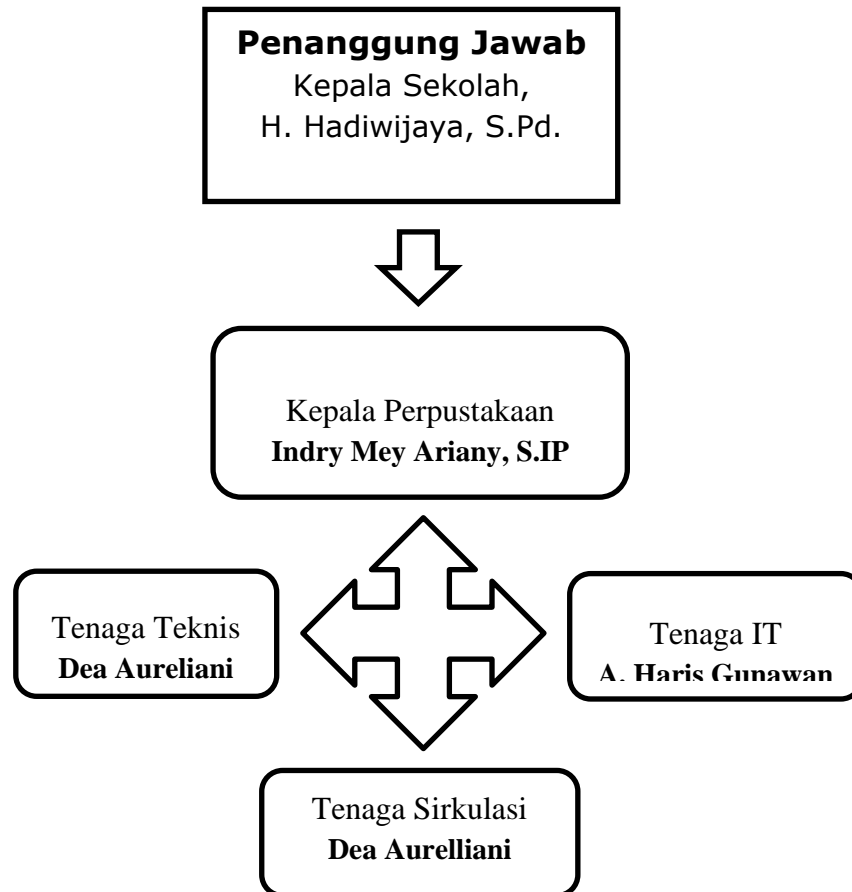 Penanggung Jawab
Kepala Sekolah,
H. Hadiwijaya, S.Pd.
Kepala Perpustakaan
Indry Mey Ariany, S.IP
Tenaga Teknis
Dea Aureliani
Tenaga IT
A. Haris Gunawan
Tenaga Sirkulasi
Dea Aurelliani